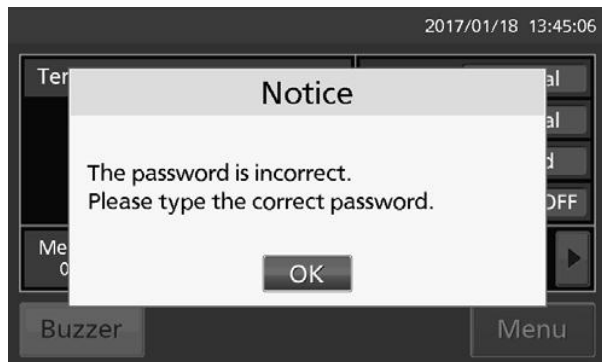 2017/01/18 13:45:06
Notice
The password is incorrect.
Please type the correct password.
OK
Buzzer
Menu